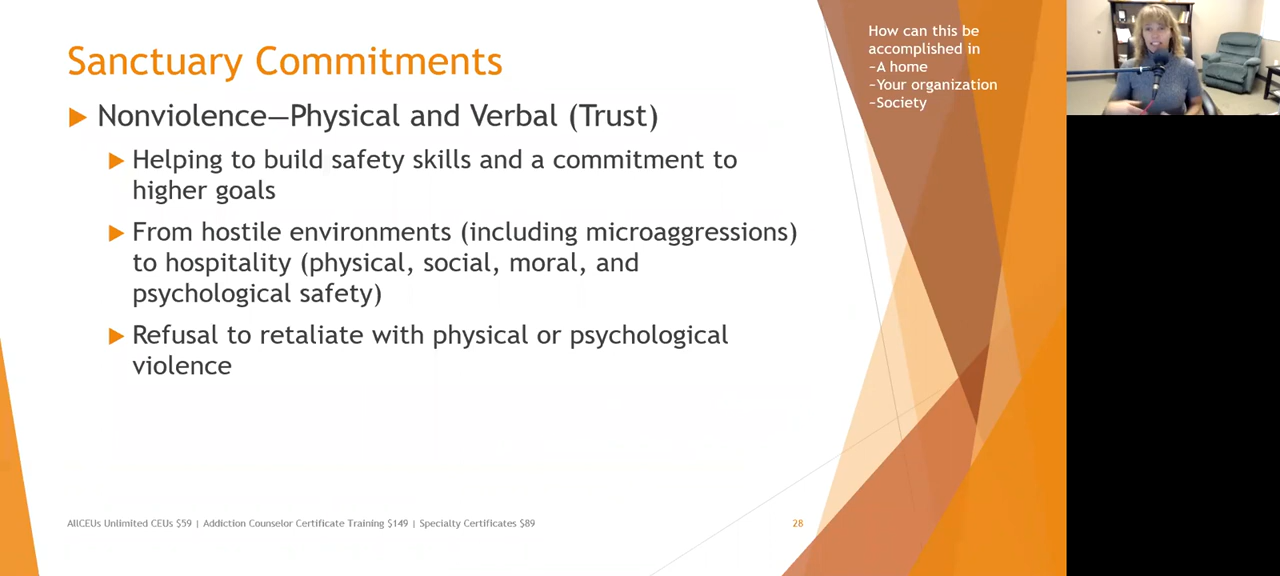 Sanctuary Commitments
Nonviolence—Physical and Verbal (Trust)
Helping to build safety skills and a commitment to
higher goals
From hostile environments (including microaggressions)
to hospitality (physical, social, moral, and
psychological safety)
Refusal to retaliate with physical or psychological
violence
How can this be
accomplished in
-A home
-Your organization
-Society
AllCEUs Unlimited CEUs $59 | Addiction Counselor Certificate Training $149 | Specialty Certificates $89
28